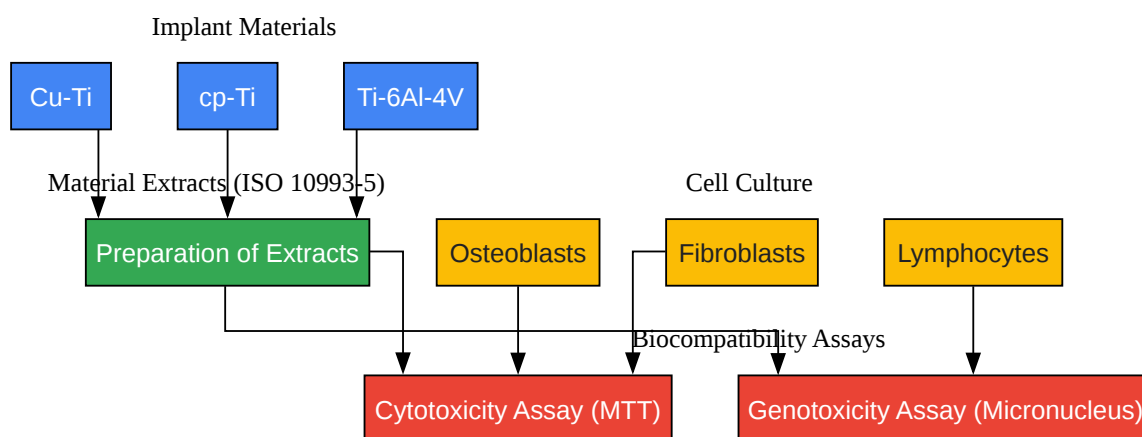 Implant Materials
Cu-Ti
cp-Ti
Ti-6Al-4V
Material Extracts (ISO 10993-5)
Cell Culture
Preparation of Extracts
Osteoblasts
Fibroblasts
Lymphocytes
Biocompatibility Assays
Cytotoxicity Assay (MTT)
Genotoxicity Assay (Micronucleus)